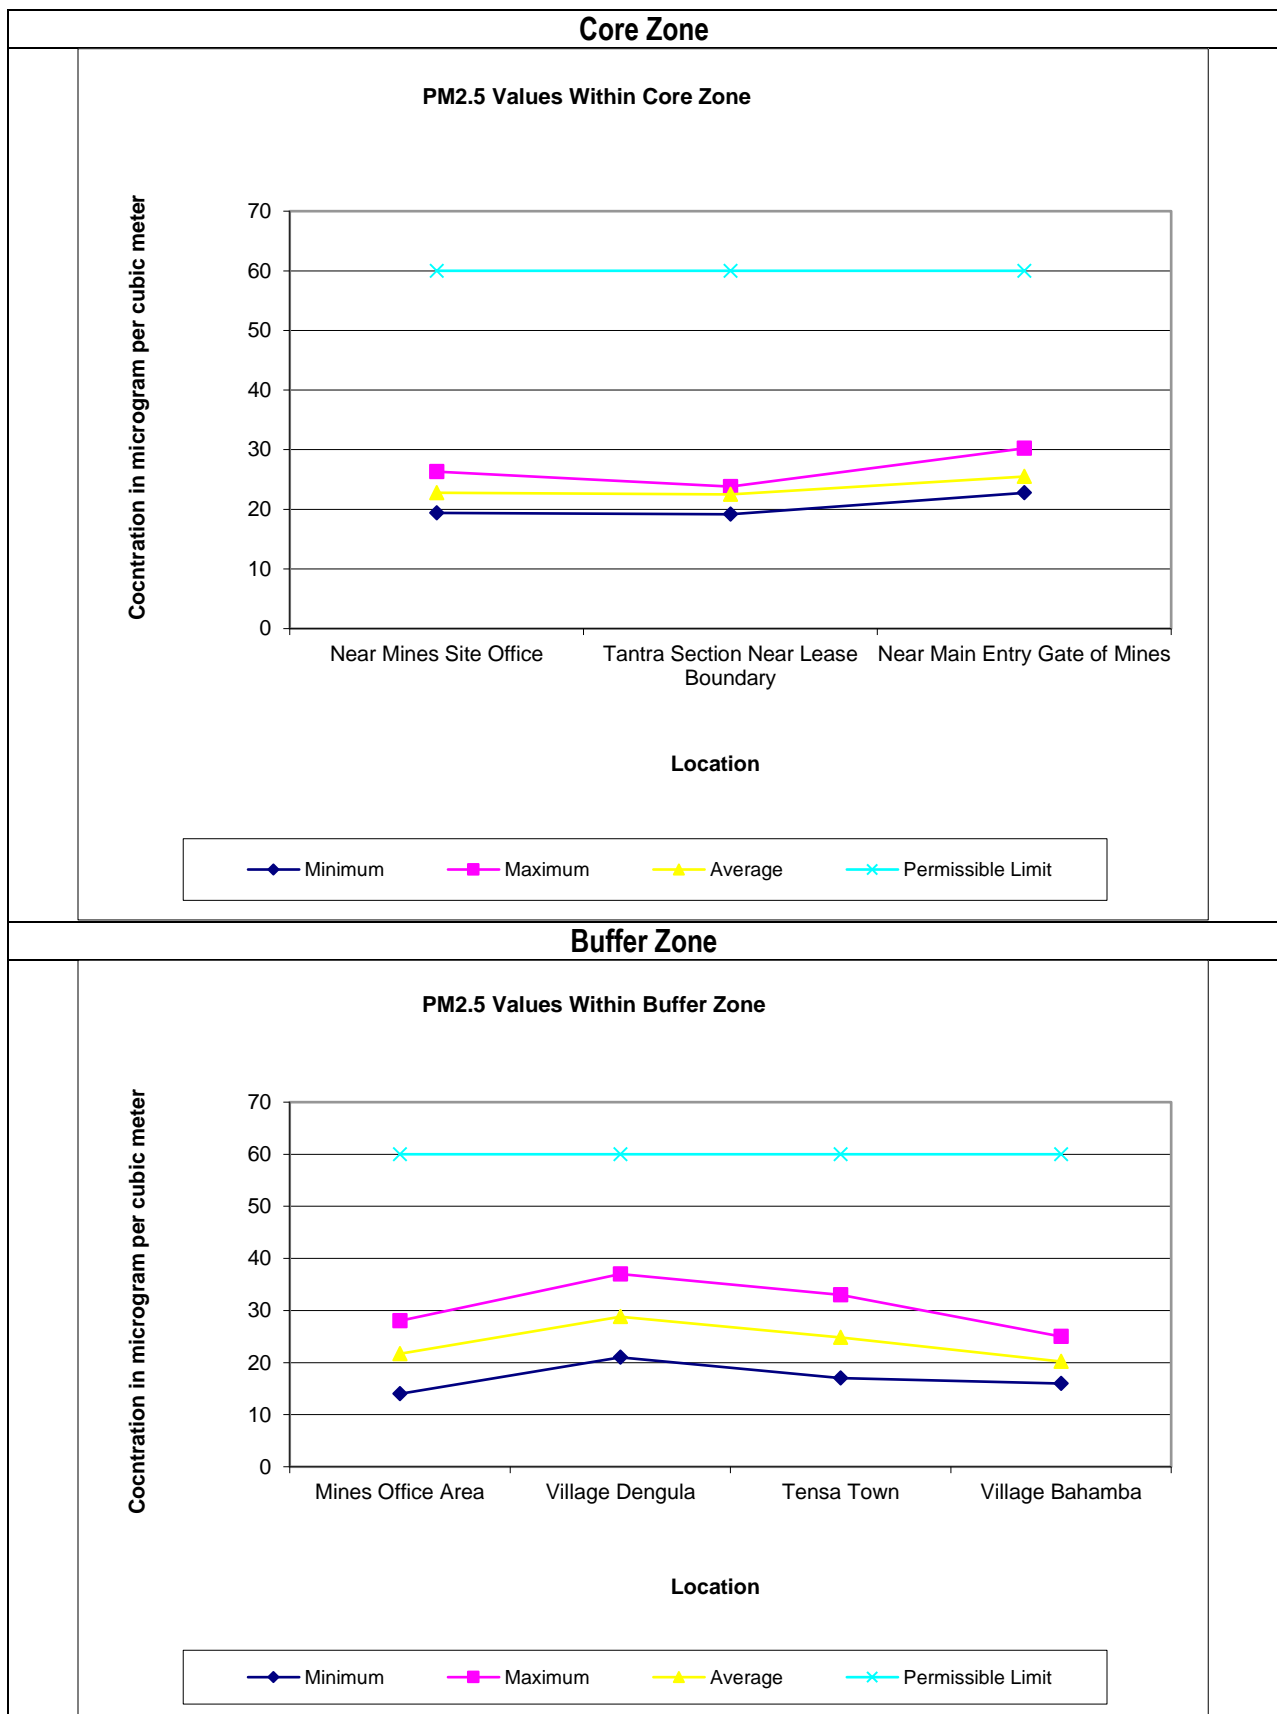 Core Zone
PM2.5 Values Within Core Zone
Cocntration in microgram per cubic meter
70
60
50
40
30
20
10
0
Near Mines Site Office
Tantra Section Near Lease
Boundary
Near Main Entry Gate of Mines
Location
Minimum
Maximum
Average
Permissible Limit
Buffer Zone
PM2.5 Values Within Buffer Zone
Cocntration in microgram per cubic meter
70
60
50
40
30
20
10
0
Mines Office Area
Village Dengula
Tensa Town
Village Bahamba
Location
Minimum
Maximum
Average
Permissible Limit